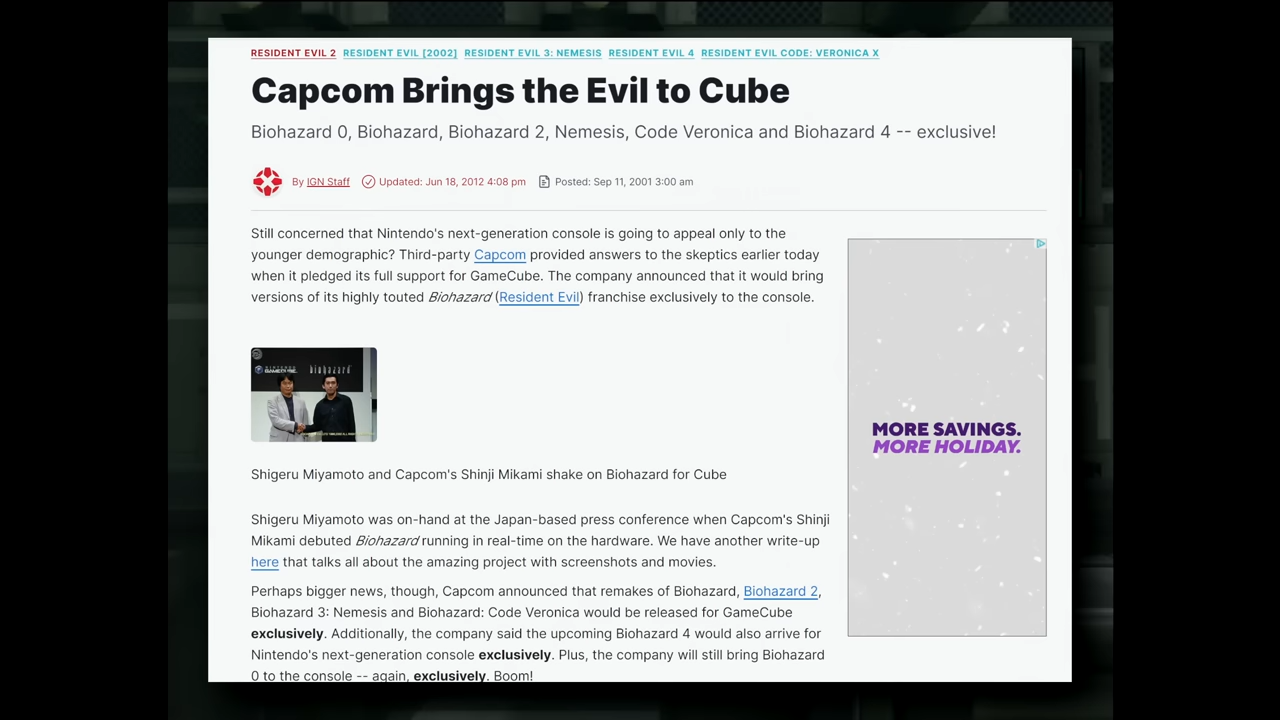 RESIDENT EVIL 2 RESIDENT EVIL [2002] RESIDENT EVIL 3: NEMESIS RESIDENT EVIL 4 RESIDENT EVIL CODE: VERONICA X
Capcom Brings the Evil to Cube
Biohazard 0, Biohazard, Biohazard 2, Nemesis, Code Veronica and Biohazard 4 -- exclusive!
By IGN Staff Updated: Jun 18, 2012 4:08 pm Posted: Sep 11, 2001 3:00 am
Still concerned that Nintendo's next-generation console is going to appeal only to the
younger demographic? Third-party Capcom provided answers to the skeptics earlier today
when it pledged its full support for GameCube. The company announced that it would bring
versions of its highly touted Biohazard (Resident Evil) franchise exclusively to the console.
GAMECUBE. biohazard
Shigeru Miyamoto and Capcom's Shinji Mikami shake on Biohazard for Cube
Shigeru Miyamoto was on-hand at the Japan-based press conference when Capcom's Shinji
Mikami debuted Biohazard running in real-time on the hardware. We have another write-up
here that talks all about the amazing project with screenshots and movies.
Perhaps bigger news, though, Capcom announced that remakes of Biohazard, Biohazard 2,
Biohazard 3: Nemesis and Biohazard: Code Veronica would be released for GameCube
exclusively. Additionally, the company said the upcoming Biohazard 4 would also arrive for
Nintendo's next-generation console exclusively. Plus, the company will still bring Biohazard
0 to the console -- again, exclusively. Boom!
MORE SAVINGS.
MORE HOLIDAY.